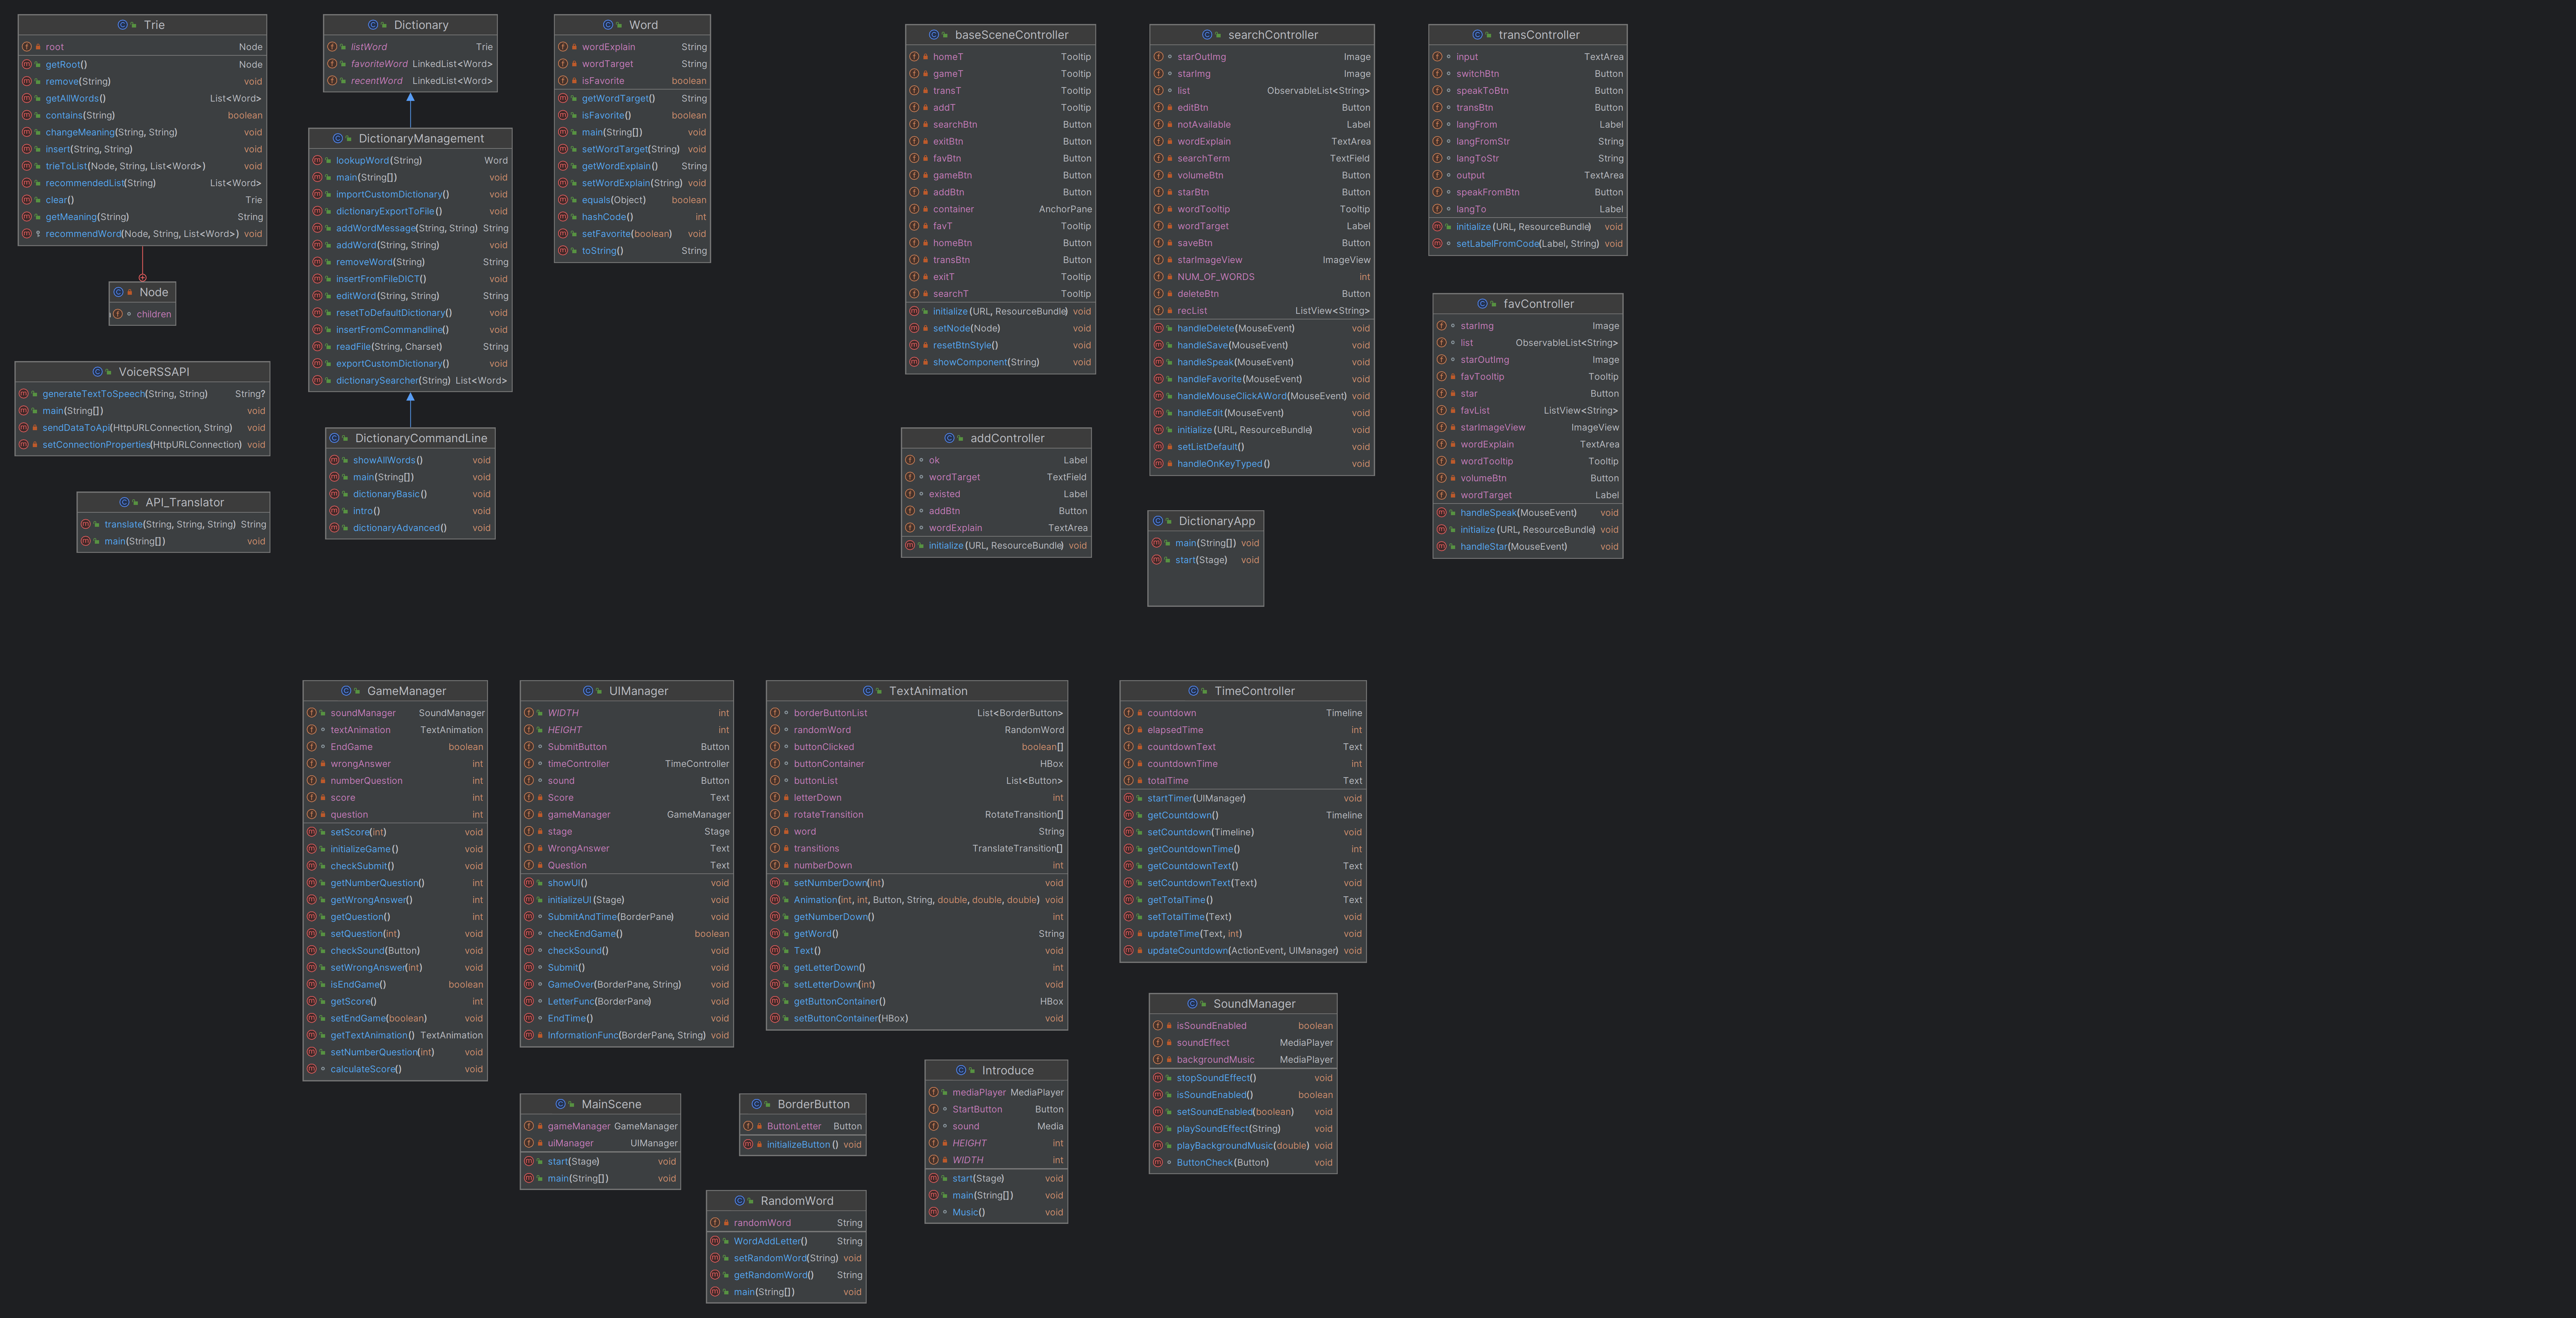 Trie
root Node
getRoot() Node
remove(String) void
getAllWords() List<Word>
contains(String) boolean
changeMeaning(String, String) void
insert(String, String) void
trieToList(Node, String, List<Word>) void
recommendedList(String) List<Word>
clear() Trie
getMeaning(String) String
recommendWord(Node, String, List<Word>) void
Node
children
VoiceRSSAPI
generateTextToSpeech(String, String) String?
main(String[]) void
sendDataToApi(HttpURLConnection, String) void
setConnectionProperties(HttpURLConnection) void
API_Translator
translate(String, String, String) String
main(String[]) void
Dictionary
listWord Trie
favoriteWord LinkedList<Word>
recentWord LinkedList<Word>
DictionaryManagement
lookupWord(String) Word
main(String[]) void
importCustomDictionary() void
dictionaryExportToFile() void
addWordMessage(String, String) String
addWord(String, String) void
removeWord(String) String
insertFromFileDICT() void
editWord(String, String) String
resetToDefaultDictionary() void
insertFromCommandline() void
readFile(String, Charset) String
exportCustomDictionary() void
dictionarySearcher(String) List<Word>
DictionaryCommandLine
showAllWords() void
main(String[]) void
dictionaryBasic() void
intro() void
dictionaryAdvanced() void
Word
wordExplain String
wordTarget String
isFavorite boolean
getWordTarget() String
isFavorite() boolean
main(String[]) void
setWordTarget(String) void
getWordExplain() String
setWordExplain(String) void
equals(Object) boolean
hashCode() int
setFavorite(boolean) void
toString() String
baseSceneController
homeT Tooltip
gameT Tooltip
transT Tooltip
addT Tooltip
searchBtn Button
exitBtn Button
favBtn Button
gameBtn Button
addBtn Button
container AnchorPane
favT Tooltip
homeBtn Button
transBtn Button
exitT Tooltip
searchT Tooltip
initialize(URL, ResourceBundle) void
setNode(Node) void
resetBtnStyle() void
showComponent(String) void
addController
ok Label
wordTarget TextField
existed Label
addBtn Button
wordExplain TextArea
initialize(URL, ResourceBundle) void
searchController
starOutImg Image
starImg Image
list ObservableList<String>
editBtn Button
notAvailable Label
wordExplain TextArea
searchTerm TextField
volumeBtn Button
starBtn Button
wordTooltip Tooltip
wordTarget Label
saveBtn Button
starImageView ImageView
NUM_OF_WORDS int
deleteBtn Button
recList ListView<String>
handleDelete(MouseEvent) void
handleSave(MouseEvent) void
handleSpeak(MouseEvent) void
handleFavorite(MouseEvent) void
handleMouseClickAWord(MouseEvent) void
handleEdit(MouseEvent) void
initialize(URL, ResourceBundle) void
setListDefault() void
handleOnKeyTyped() void
DictionaryApp
main(String[]) void
start(Stage) void
transController
input TextArea
switchBtn Button
speakToBtn Button
transBtn Button
langFrom Label
langFromStr String
langToStr String
output TextArea
speakFromBtn Button
langTo Label
initialize(URL, ResourceBundle) void
setLabelFromCode(Label, String) void
favController
starImg Image
list ObservableList<String>
starOutImg Image
favTooltip Tooltip
star Button
favList ListView<String>
starImageView ImageView
wordExplain TextArea
wordTooltip Tooltip
volumeBtn Button
wordTarget Label
handleSpeak(MouseEvent) void
initialize(URL, ResourceBundle) void
handleStar(MouseEvent) void
GameManager
soundManager SoundManager
textAnimation TextAnimation
EndGame boolean
wrongAnswer int
numberQuestion int
score int
question int
setScore(int) void
initializeGame() void
checkSubmit() void
getNumberQuestion() int
getWrongAnswer() int
getQuestion() int
setQuestion(int) void
checkSound(Button) void
setWrongAnswer(int) void
isEndGame() boolean
getScore() int
setEndGame(boolean) void
getTextAnimation() TextAnimation
setNumberQuestion(int) void
calculateScore() void
UIManager
WIDTH int
HEIGHT int
SubmitButton Button
timeController TimeController
sound Button
Score Text
gameManager GameManager
stage Stage
WrongAnswer Text
Question Text
showUI() void
initializeUI(Stage) void
SubmitAndTime(BorderPane) void
checkEndGame() boolean
checkSound() void
Submit() void
GameOver(BorderPane, String) void
LetterFunc(BorderPane) void
EndTime() void
InformationFunc(BorderPane, String) void
MainScene
gameManager GameManager
uiManager UIManager
start(Stage) void
main(String[]) void
TextAnimation
borderButtonList List<BorderButton>
randomWord RandomWord
buttonClicked boolean[]
buttonContainer HBox
buttonList List<Button>
letterDown int
rotateTransition RotateTransition[]
word String
transitions TranslateTransition[]
numberDown int
setNumberDown(int) void
Animation(int, int, Button, String, double, double, double) void
getNumberDown() int
getWord() String
Text() void
getLetterDown() int
setLetterDown(int) void
getButtonContainer() HBox
setButtonContainer(HBox) void
BorderButton
ButtonLetter Button
initializeButton() void
RandomWord
randomWord String
WordAddLetter() String
setRandomWord(String) void
getRandomWord() String
main(String[]) void
Introduce
mediaPlayer MediaPlayer
StartButton Button
sound Media
HEIGHT int
WIDTH int
start(Stage) void
main(String[]) void
Music() void
TimeController
countdown Timeline
elapsedTime int
countdownText Text
countdownTime int
totalTime Text
startTimer(UIManager) void
getCountdown() Timeline
setCountdown(Timeline) void
getCountdownTime() int
getCountdownText() Text
setCountdownText(Text) void
getTotalTime() Text
setTotalTime(Text) void
updateTime(Text, int) void
updateCountdown(ActionEvent, UIManager) void
SoundManager
isSoundEnabled boolean
soundEffect MediaPlayer
backgroundMusic MediaPlayer
stopSoundEffect() void
isSoundEnabled() boolean
setSoundEnabled(boolean) void
playSoundEffect(String) void
playBackgroundMusic(double) void
ButtonCheck(Button) void